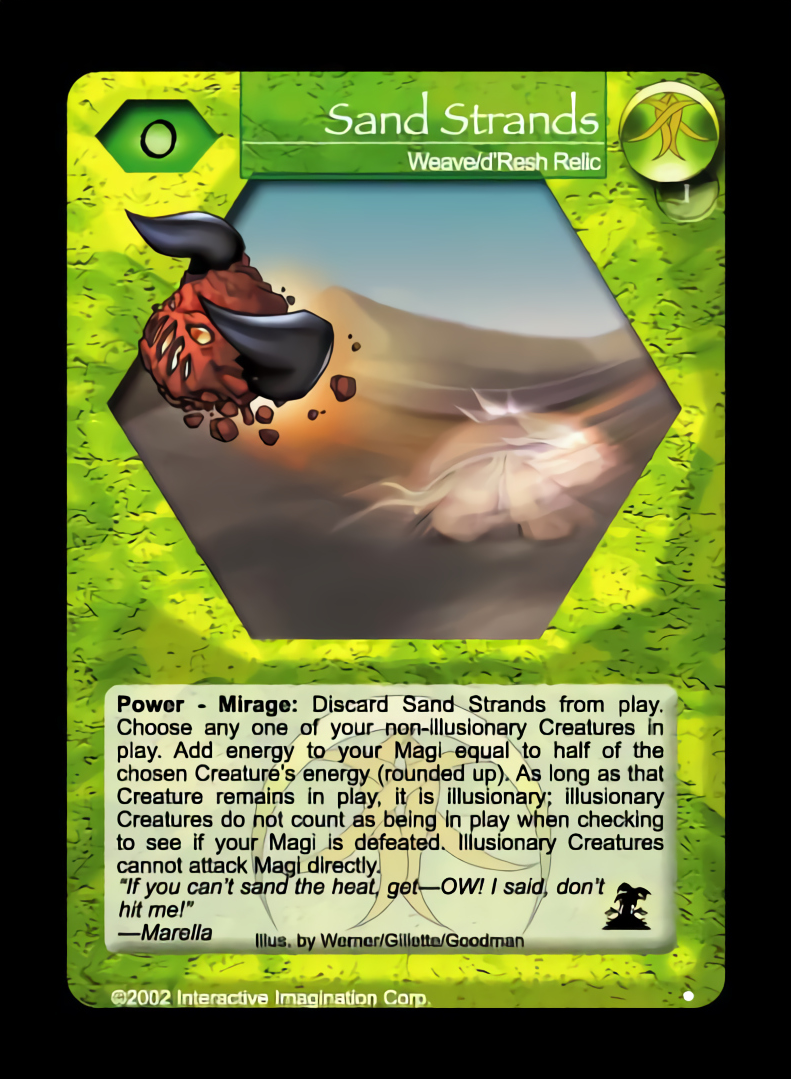 0
Sand Strands
Weave/d'Resh Relic
1
Power - Mirage: Discard Sand Strands from play.
Choose any one of your non-illusionary Creatures in
play. Add energy to your Magi equal to half of the
chosen Creature's energy (rounded up). As long as that
Creature remains in play, it is illusionary; illusionary
Creatures do not count as being in play when checking
to see if your Magi is defeated. Illusionary Creatures
cannot attack Magi directly.
"If you can't sand the heat, get—OW! I said, don't
hit me!"
—Marella
Illus. by Werner/Gillette/Goodman
©2002 Interactive Imagination Corp.